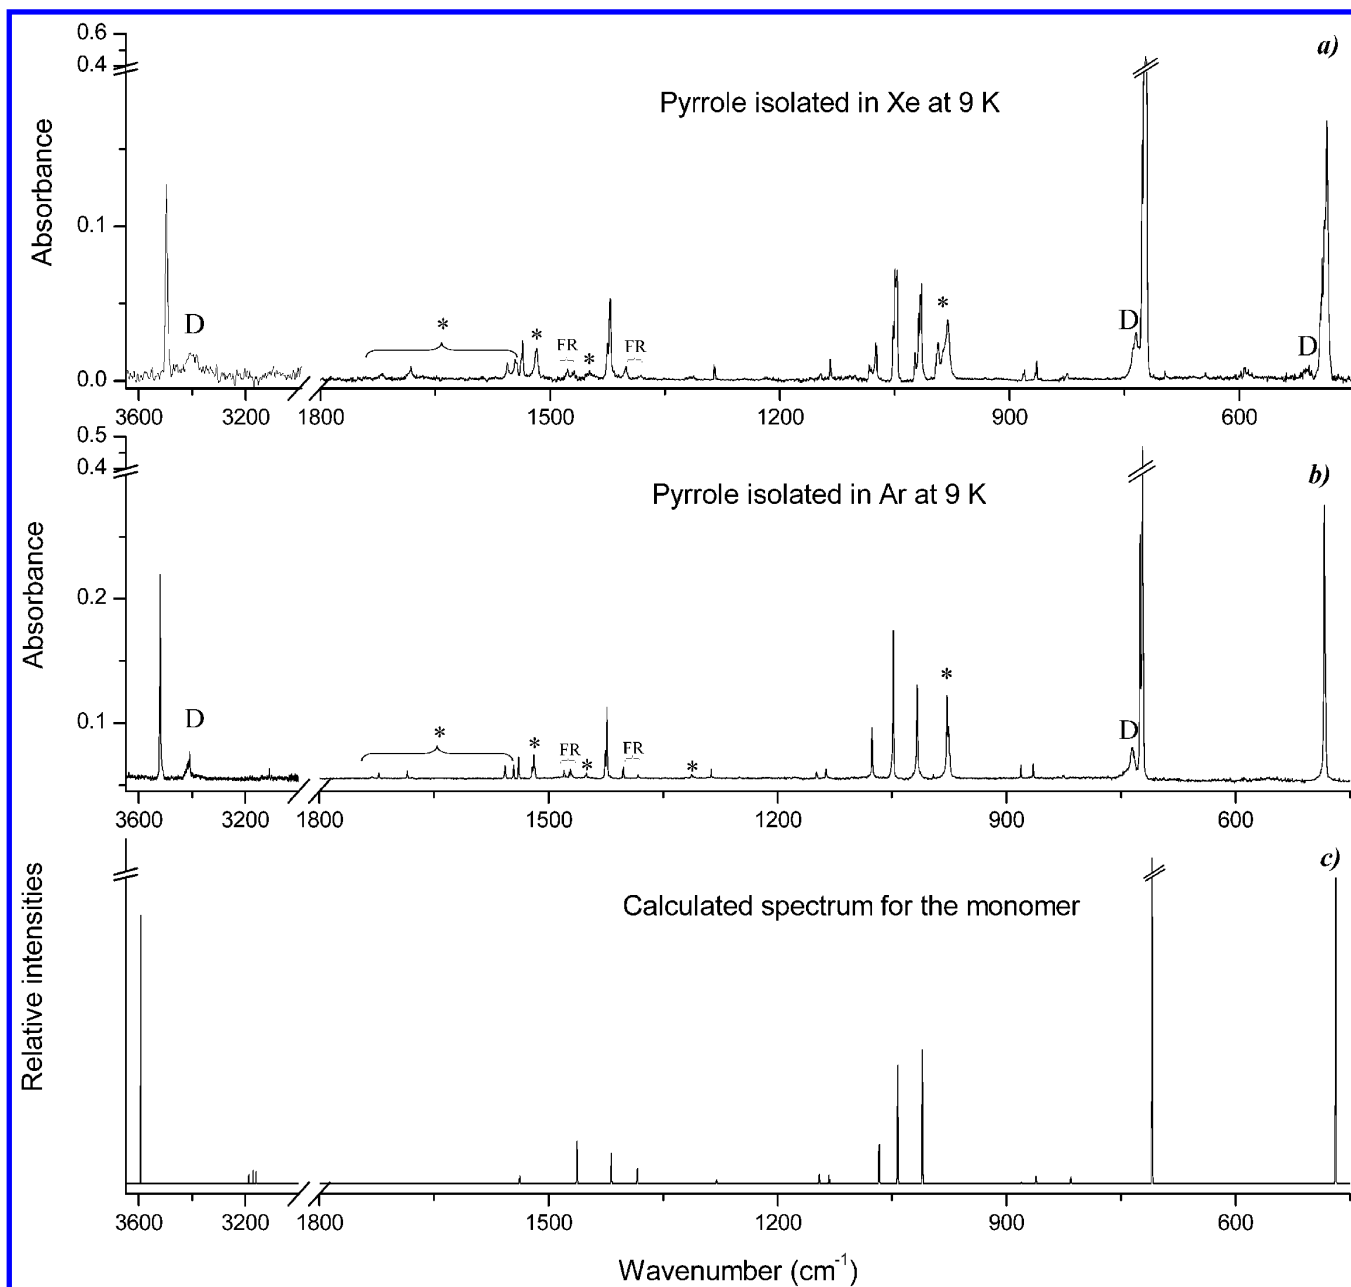 0.6
a)
0.4
Pyrrole isolated in Xe at 9 K
Absorbance
0.1
D
*
*
FR
*
FR
*
D
D
0.0
3600 3200 1800 1500 1200 900 600
0.5
0.4
b)
Pyrrole isolated in Ar at 9 K
Absorbance
0.2
0.1
D
*
*
FR
*
FR
*
*
D
3600 3200 1800 1500 1200 900 600
c)
Relative intensities
Calculated spectrum for the monomer
3600 3200 1800 1500 1200 900 600
Wavenumber (cm⁻¹)